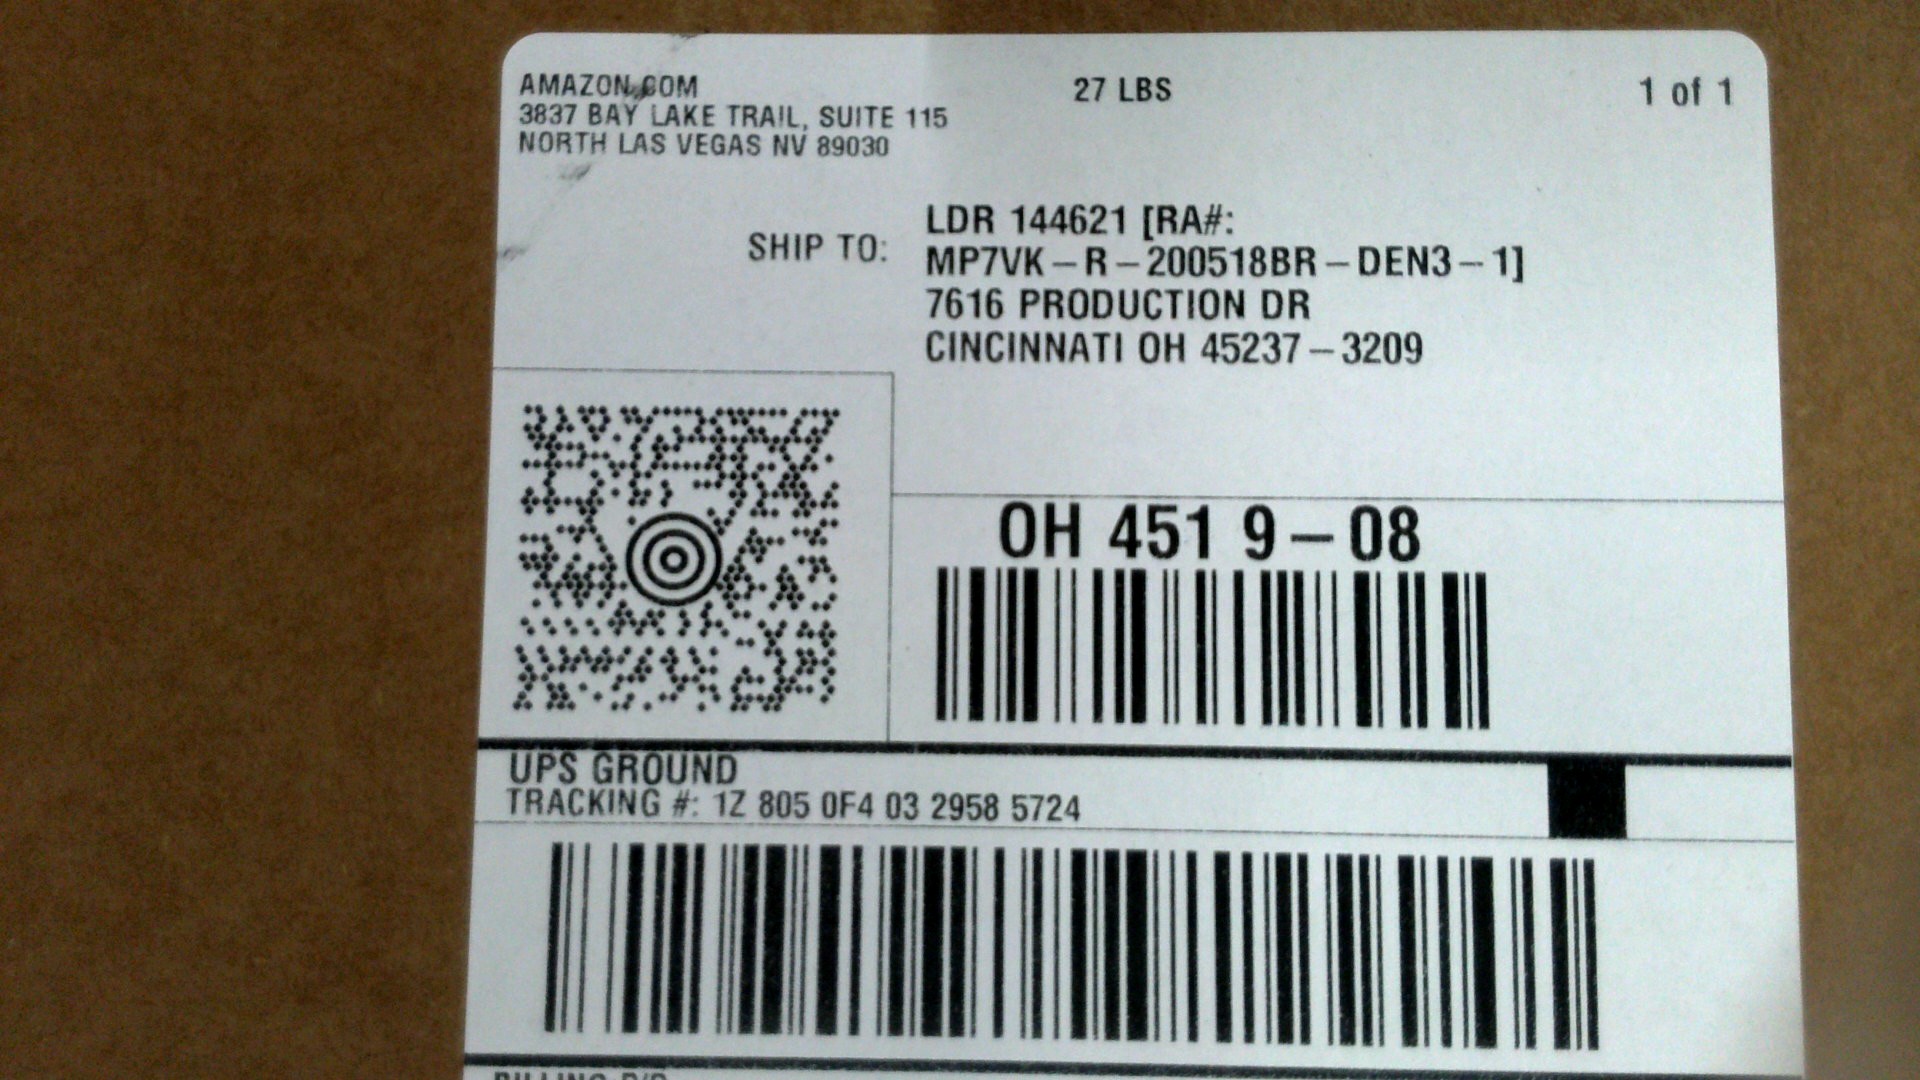 AMAZON.COM
3837 BAY LAKE TRAIL, SUITE 115
NORTH LAS VEGAS NV 89030
27 LBS
1 of 1
SHIP TO:
LDR 144621 [RA#:
MP7VK-R-200518BR-DEN3-1]
7616 PRODUCTION DR
CINCINNATI OH 45237-3209
OH 451 9-08
UPS GROUND
TRACKING #: 1Z 805 0F4 03 2958 5724